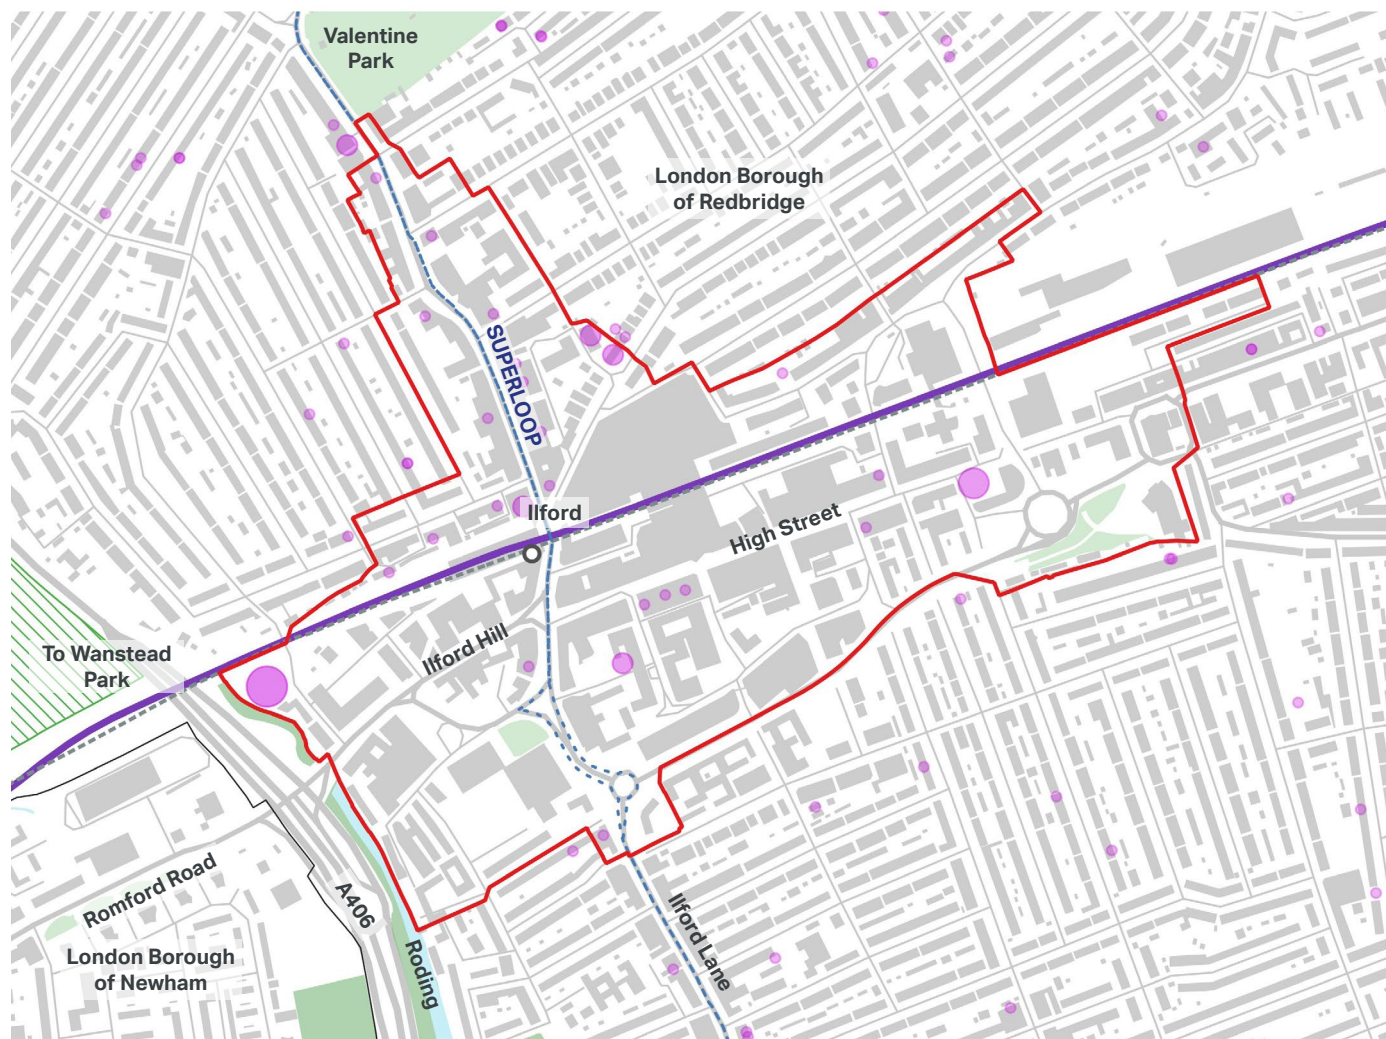 Valentine
Park
London Borough
of Redbridge
SUPERLOOP
Ilford
High Street
Ilford Hill
To Wanstead
Park
Romford Road
A406
Ilford Lane
London Borough
of Newham
Roding